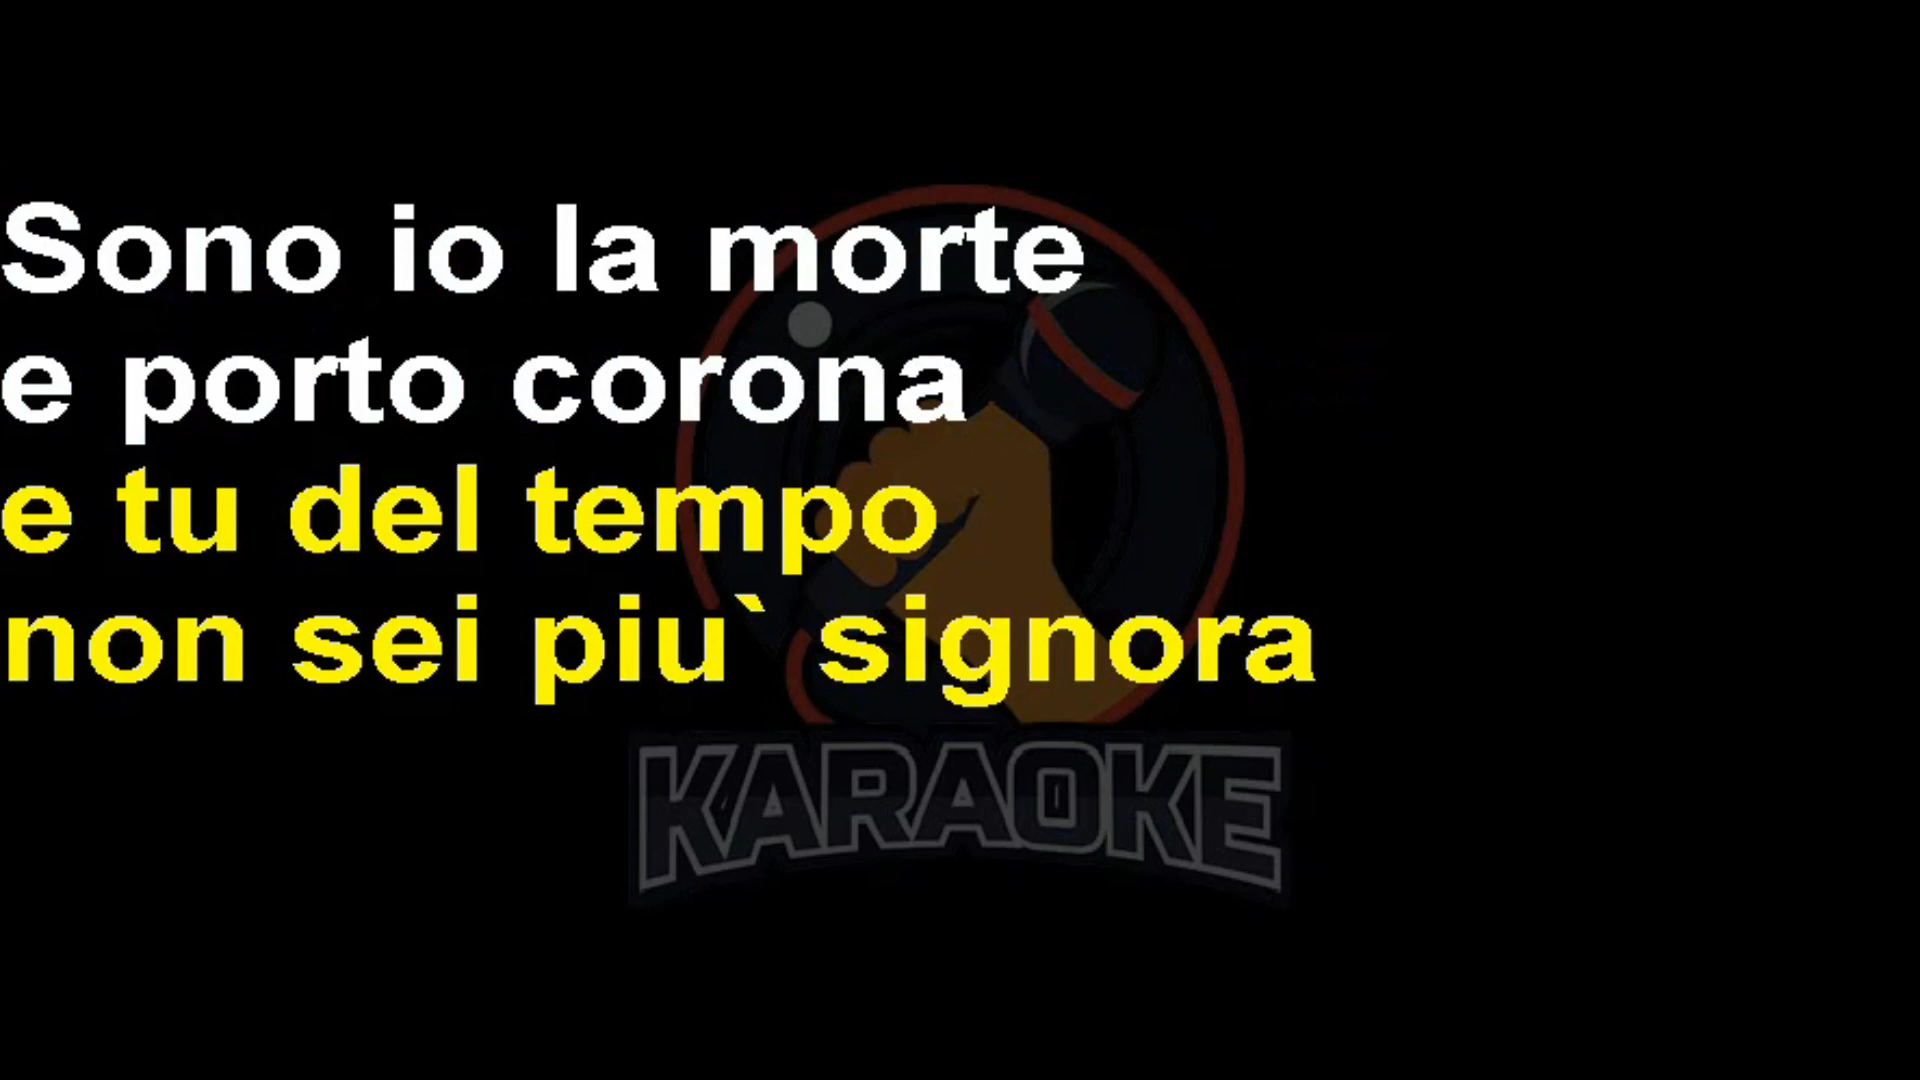 Sono io la morte
e porto corona
e tu del tempo
non sei piu` signora
KARAOKE